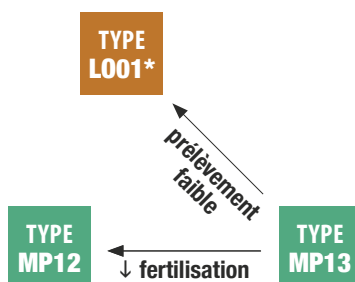 TYPE
L001*
prélèvement
faible
TYPE
MP12
↓ fertilisation
TYPE
MP13